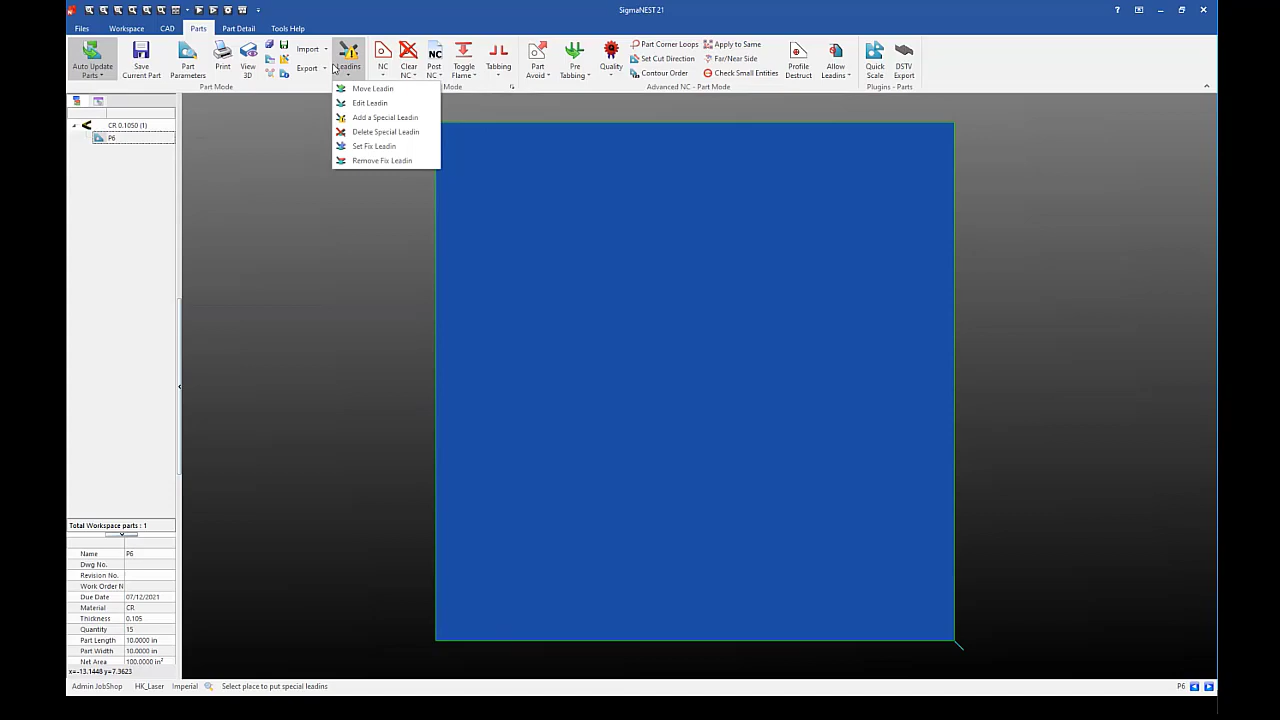 SigmaNEST 21
Files Workspace CAD Parts Part Detail Tools Help
Auto Update Parts
Save Current Part
Part Parameters
Print
View 3D
Import
Export
Leadins
NC
Clear NC
Post NC
Toggle Flame
Tabbing
Part Avoid
Pre Tabbing
Quality
Part Corner Loops
Set Cut Direction
Contour Order
Apply to Same
Far/Near Side
Check Small Entities
Profile Destruct
Allow Leadins
Quick Scale
DSTV Export
Part Mode
Mode
Advanced NC - Part Mode
Plugins - Parts
Move Leadin
Edit Leadin
Add a Special Leadin
Delete Special Leadin
Set Fix Leadin
Remove Fix Leadin
CR 0.1050 (1)
P6
Total Workspace parts : 1
Name P6
Dwg No.
Revision No.
Work Order N
Due Date 07/12/2021
Material CR
Thickness 0.105
Quantity 15
Part Length 10.0000 in
Part Width 10.0000 in
Net Area 100.0000 in²
x=-13.1448 y=7.3623
Admin JobShop HK_Laser Imperial Select place to put special leadins P6